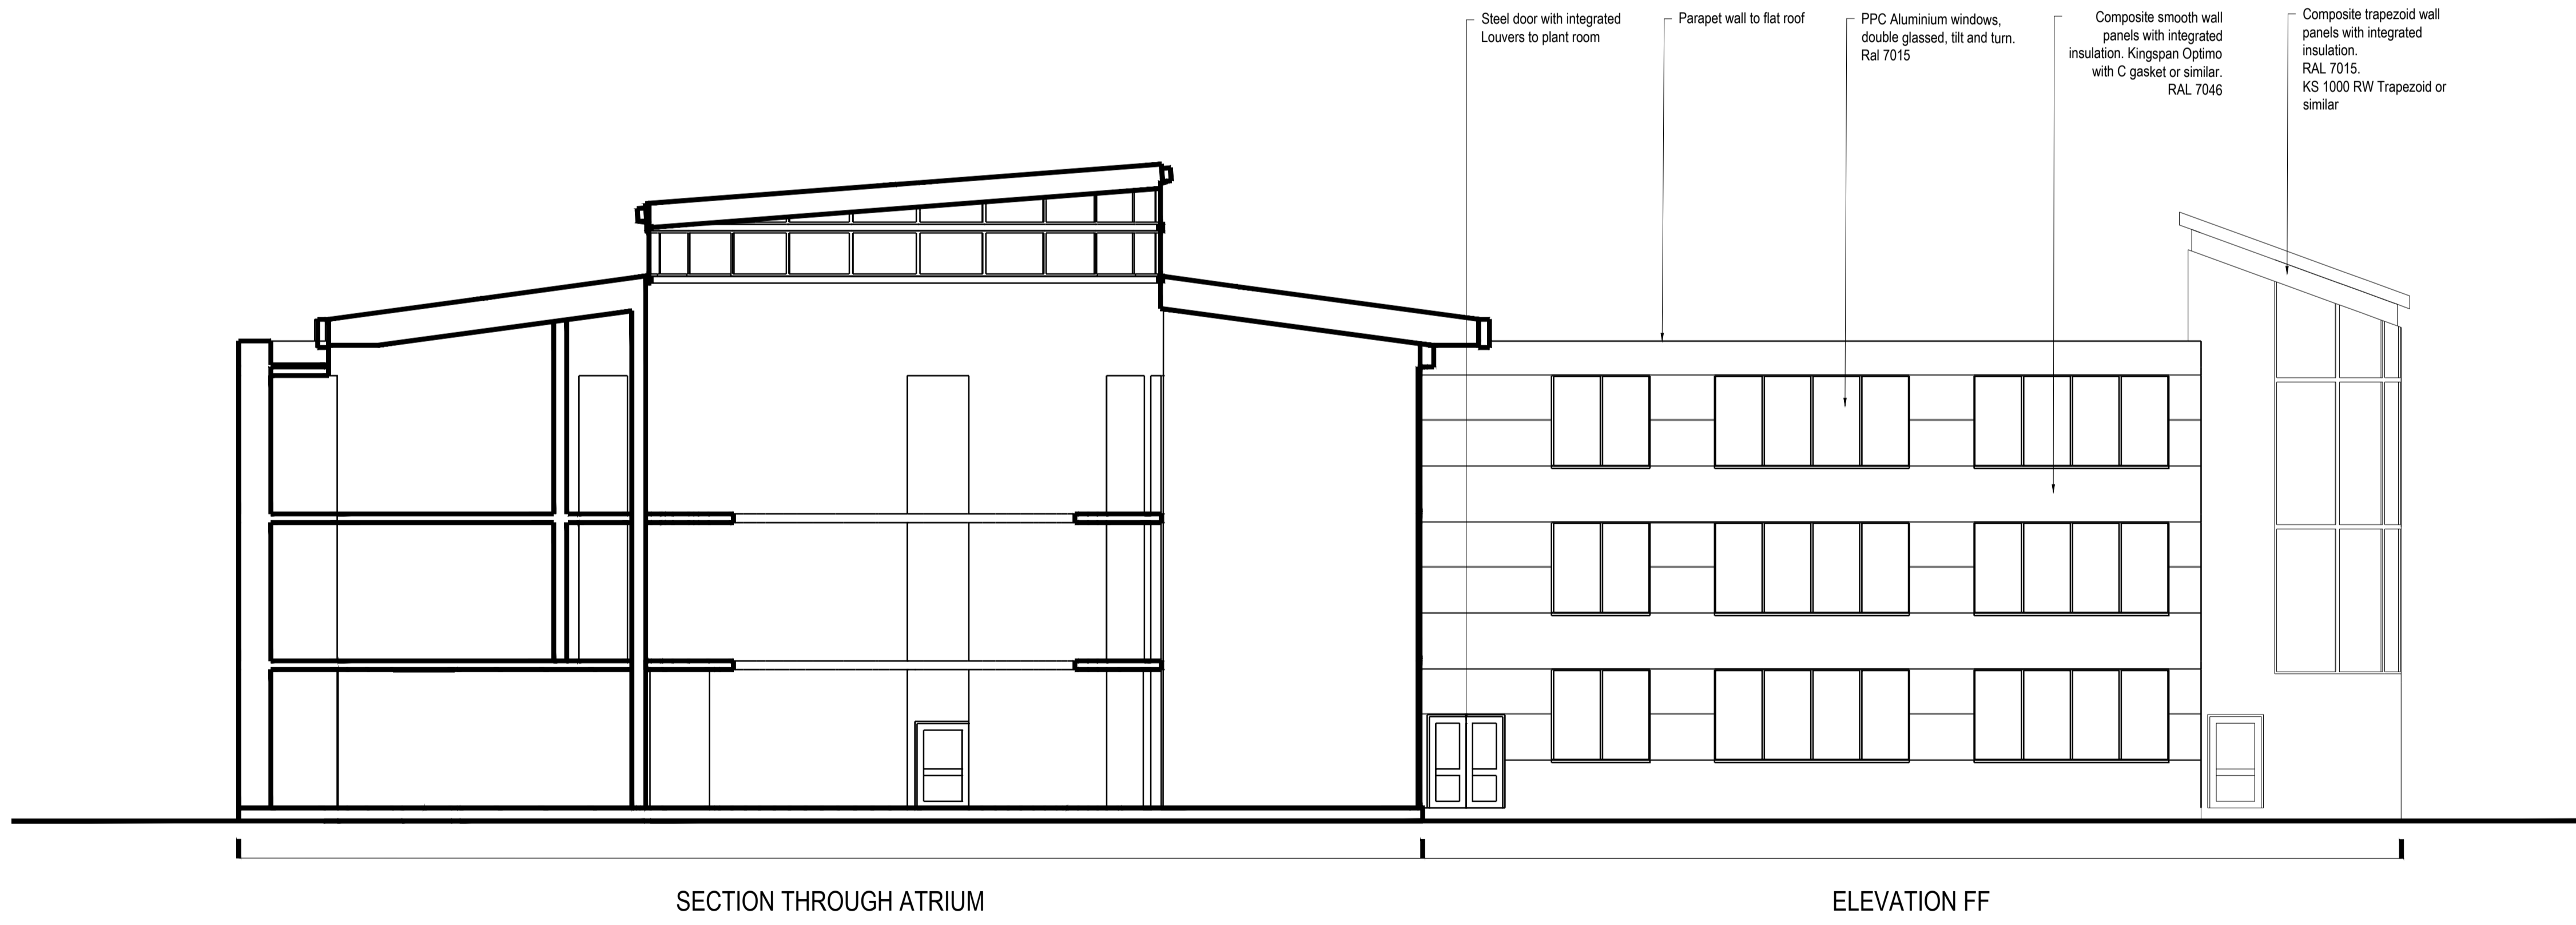 Steel door with integrated
Louvers to plant room
Parapet wall to flat roof
PPC Aluminium windows,
double glassed, tilt and turn.
Ral 7015
Composite smooth wall
panels with integrated
insulation. Kingspan Optimo
with C gasket or similar.
RAL 7046
Composite trapezoid wall
panels with integrated
insulation.
RAL 7015.
KS 1000 RW Trapezoid or
similar
SECTION THROUGH ATRIUM
ELEVATION FF